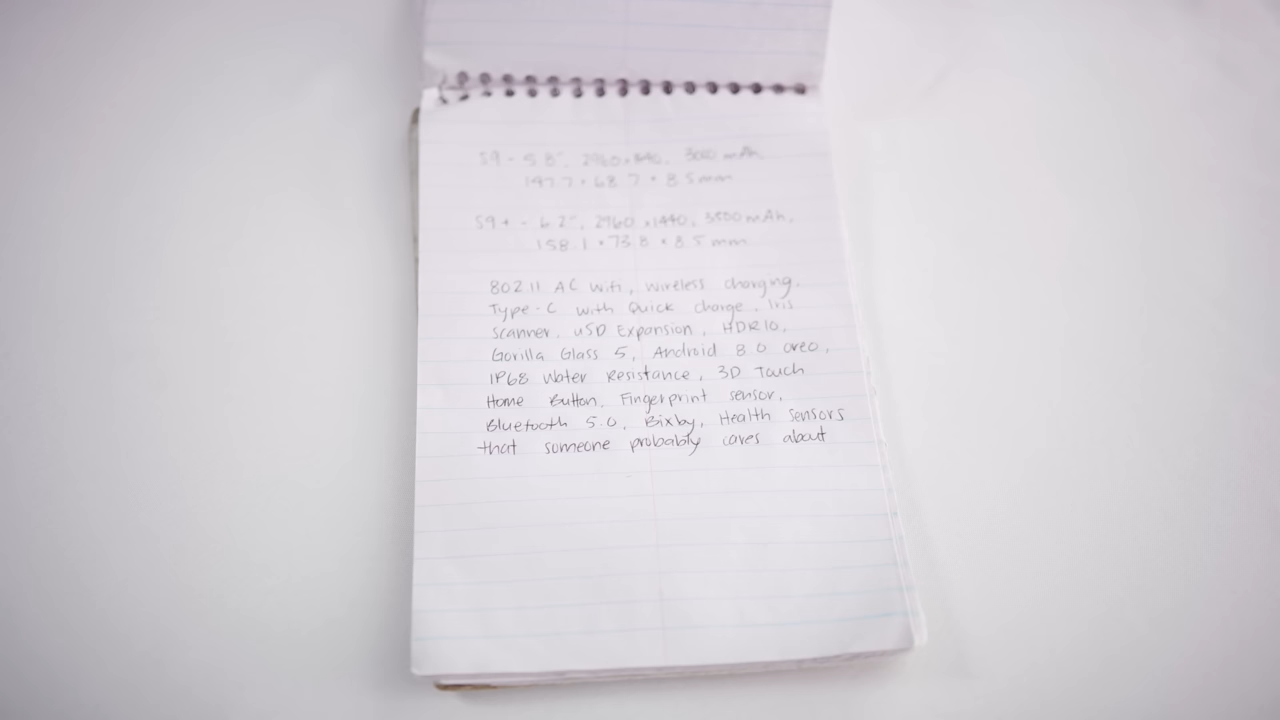 S9 - 5.8", 2960 × 1440, 3000 mAh,
147.7 × 68.7 × 8.5 mm
S9+ - 6.2", 2960 × 1440, 3500 mAh,
158.1 × 73.8 × 8.5 mm
802.11 AC Wifi, Wireless charging,
Type-C with Quick charge, Iris
scanner, uSD Expansion, HDR10,
Gorilla Glass 5, Android 8.0 oreo,
IP68 Water Resistance, 3D Touch
Home Button, Fingerprint sensor,
Bluetooth 5.0, Bixby, Health sensors
that someone probably cares about